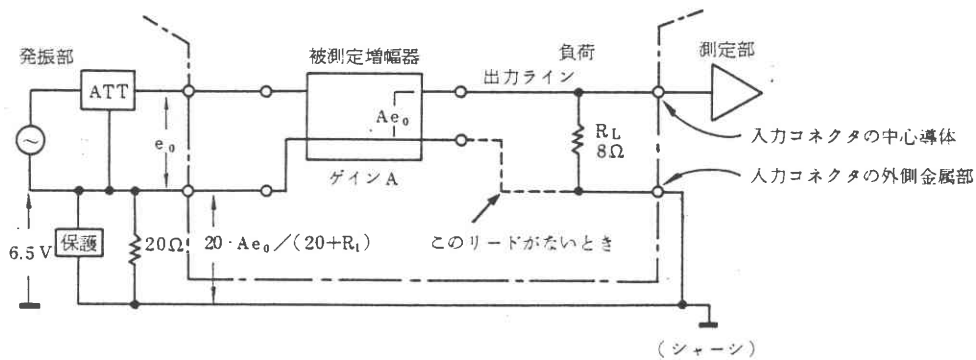 発振部
ATT
e₀
被測定増幅器
Ae₀
ゲインA
出力ライン
負荷
R_L
8Ω
測定部
入力コネクタの中心導体
入力コネクタの外側金属部
このリードがないとき
6.5V
保護
20Ω
20·Ae₀/(20+R_l)
(シャーシ)